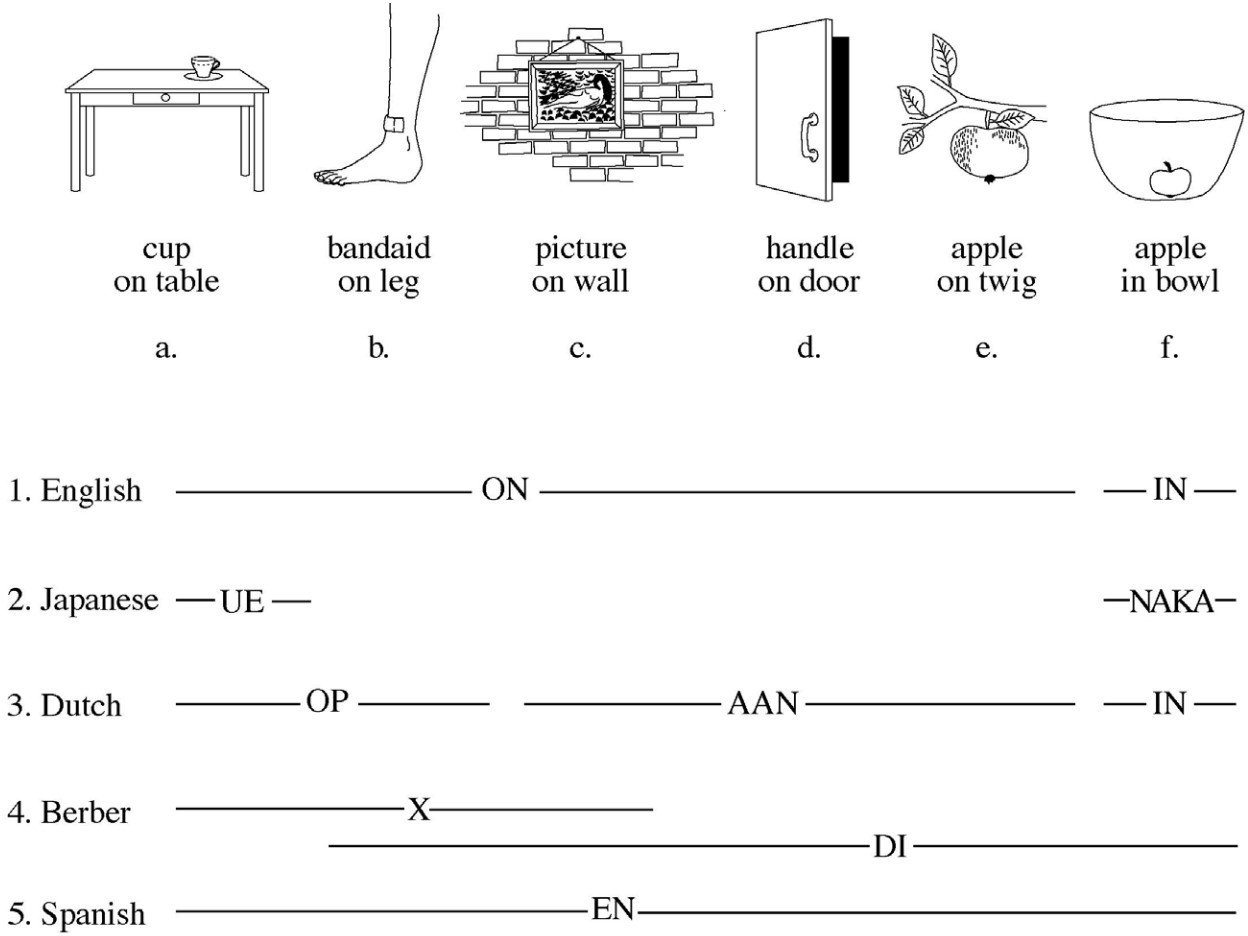 cup on table
bandaid on leg
picture on wall
handle on door
apple on twig
apple in bowl
a. b. c. d. e. f.
1. English ON IN
2. Japanese UE NAKA
3. Dutch OP AAN IN
4. Berber X
DI
5. Spanish EN